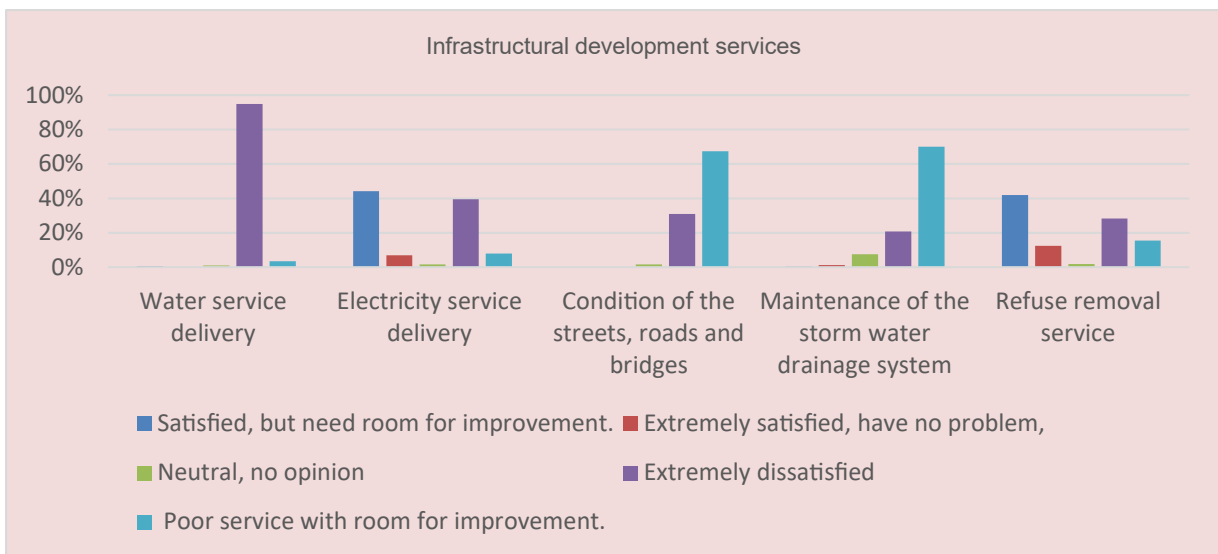 Infrastructural development services
100%
80%
60%
40%
20%
0%
Water service
delivery
Electricity service
delivery
Condition of the
streets, roads and
bridges
Maintenance of the
storm water
drainage system
Refuse removal
service
Satisfied, but need room for improvement.
Extremely satisfied, have no problem,
Neutral, no opinion
Extremely dissatisfied
Poor service with room for improvement.